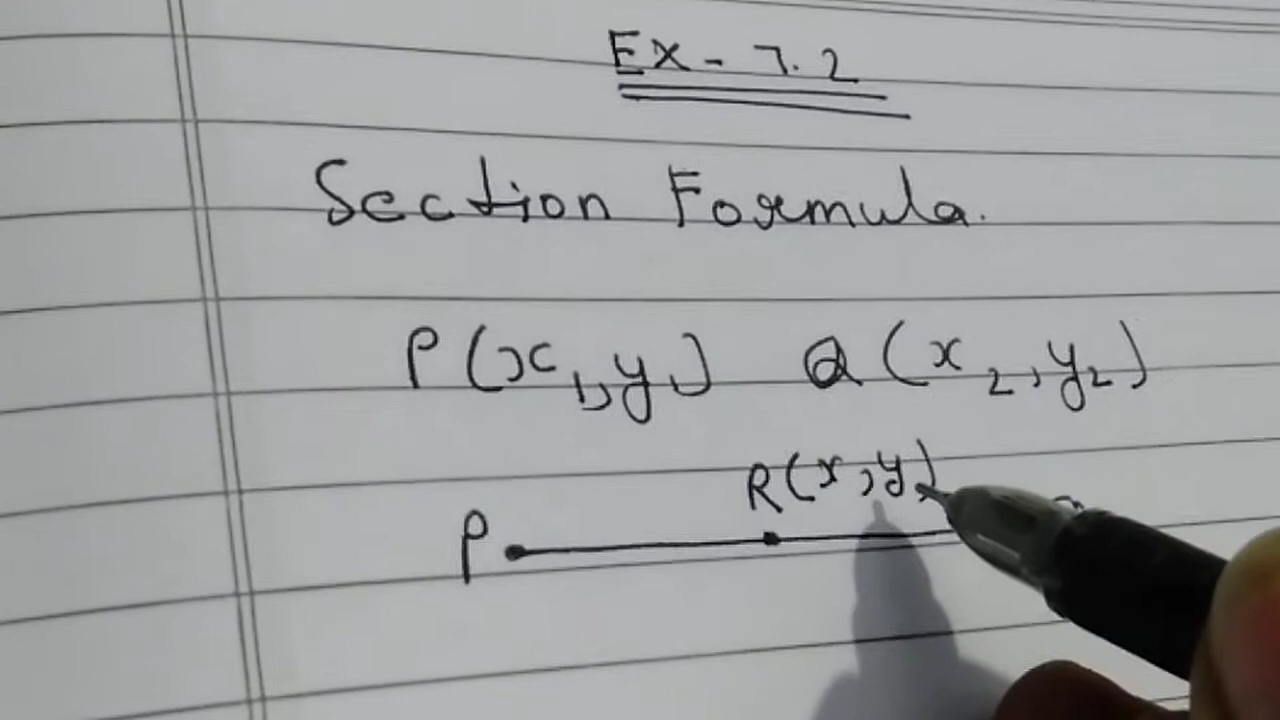 Ex - 7.2
Section Formula.
P(x1, y1) Q(x2, y2)
R(x, y)
P